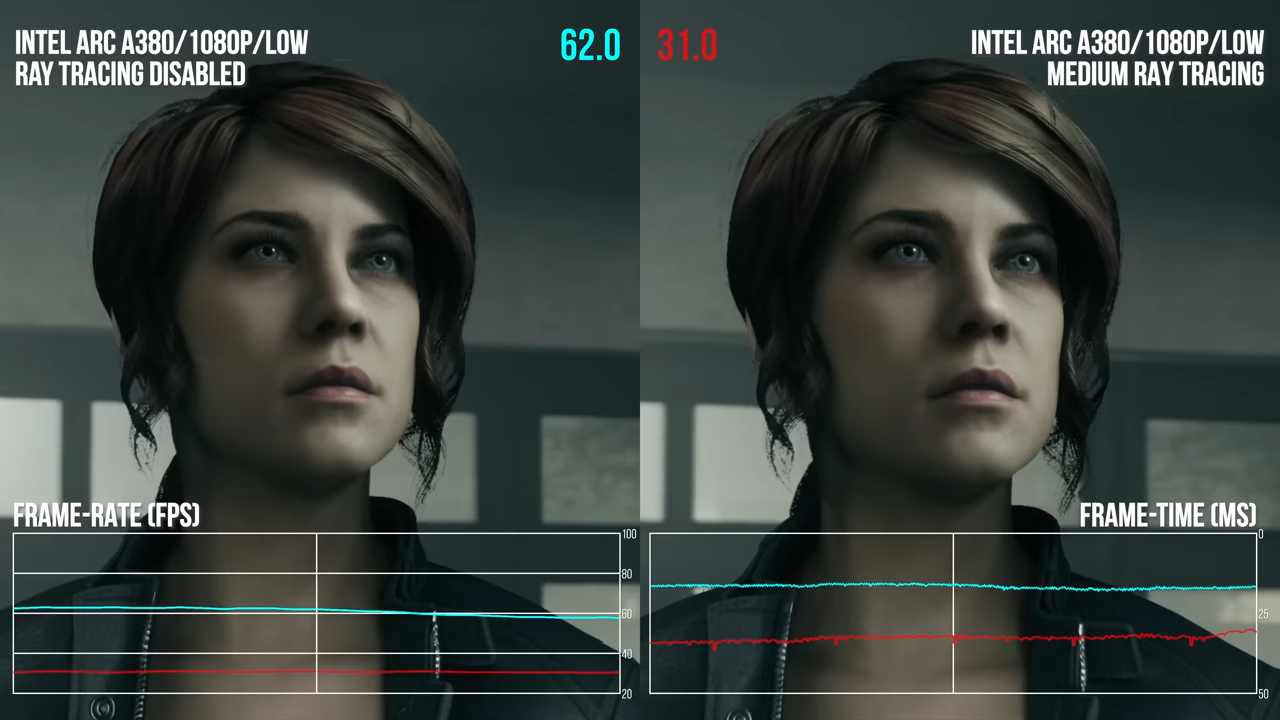 INTEL ARC A380/1080P/LOW
RAY TRACING DISABLED
62.0
31.0
INTEL ARC A380/1080P/LOW
MEDIUM RAY TRACING
FRAME-RATE (FPS)
100
80
60
40
20
FRAME-TIME (MS)
0
25
50